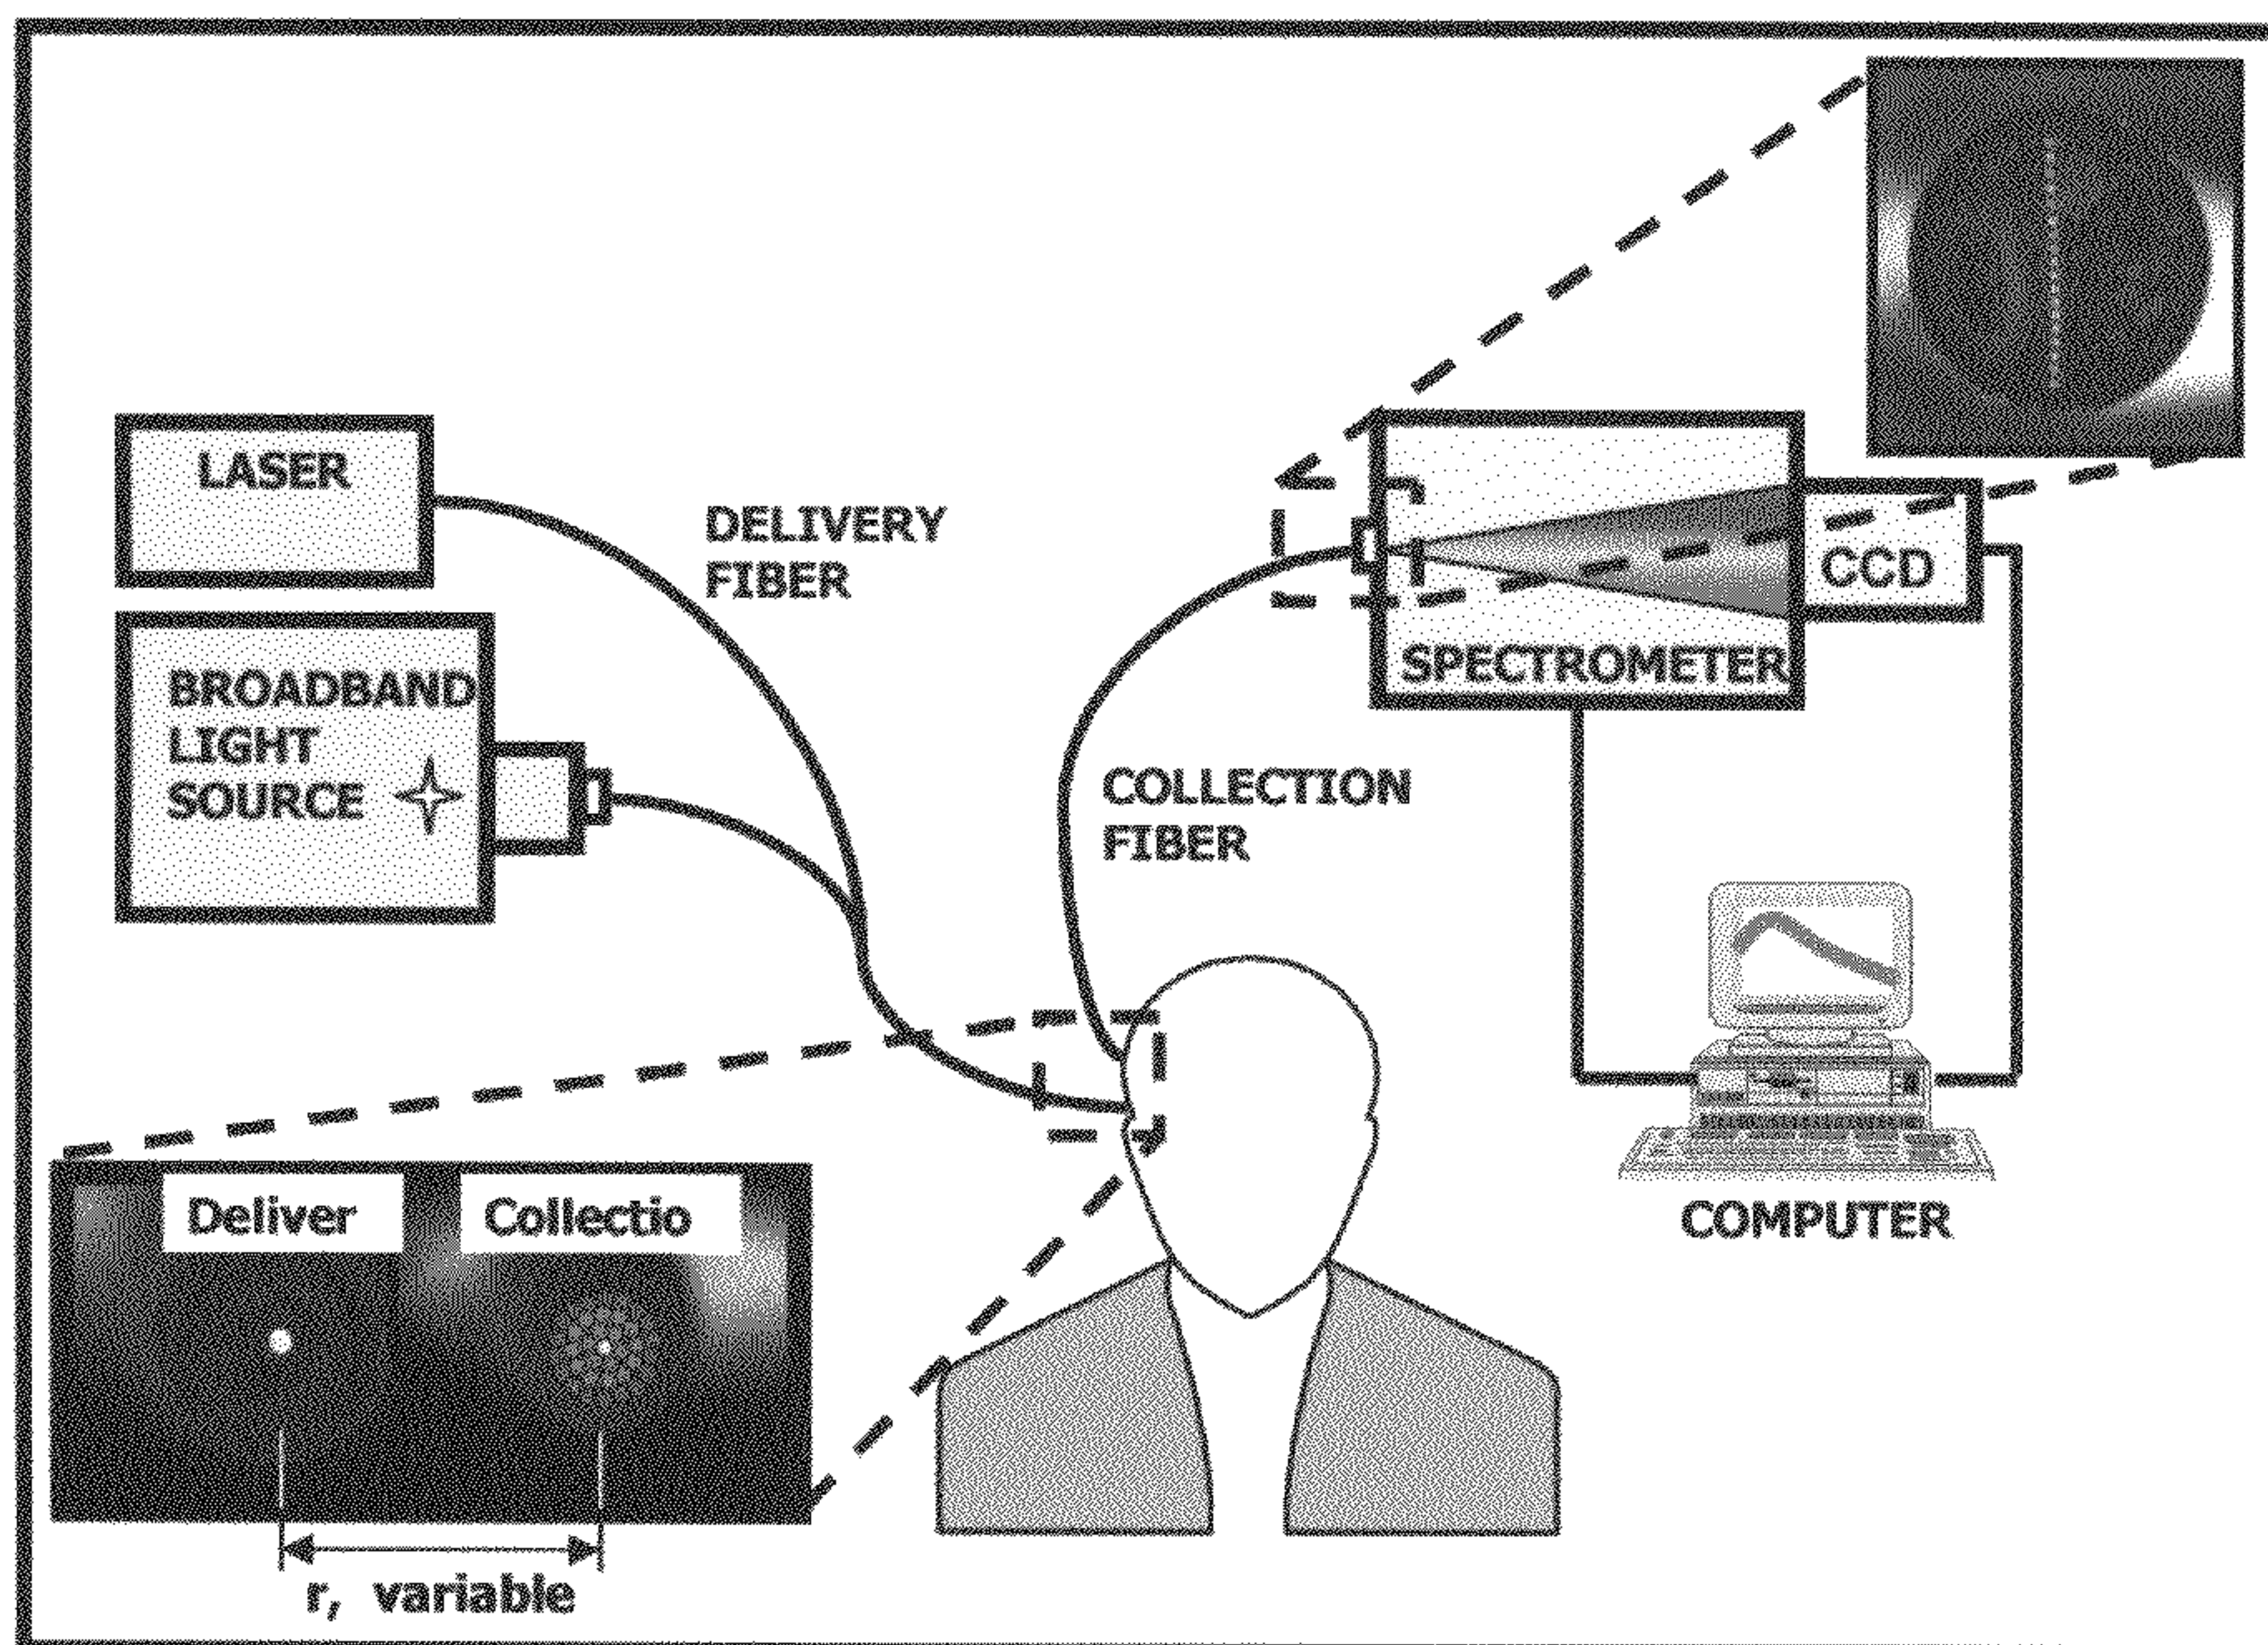 LASER
DELIVERY
FIBER
BROADBAND
LIGHT
SOURCE
CCD
SPECTROMETER
COLLECTION
FIBER
COMPUTER
Deliver
Collectio
r, variable